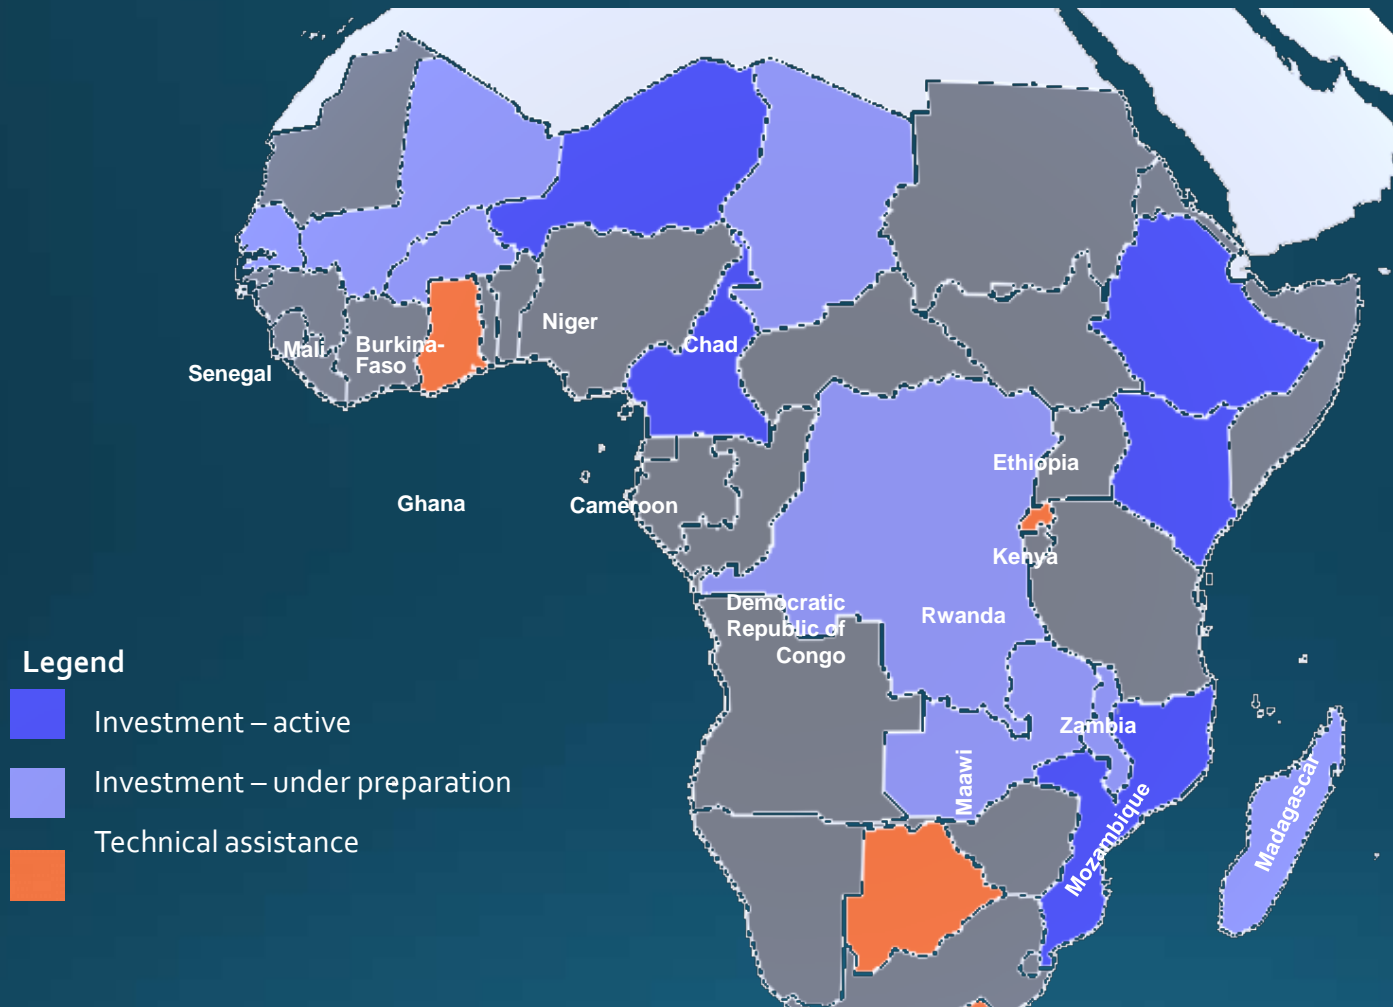 Niger
Chad
Mali
Burkina-
Faso
Senegal
Ethiopia
Ghana
Cameroon
Kenya
Democratic
Republic of
Congo
Rwanda
Zambia
Maawi
Mozambique
Madagascar
Legend
Investment – active
Investment – under preparation
Technical assistance